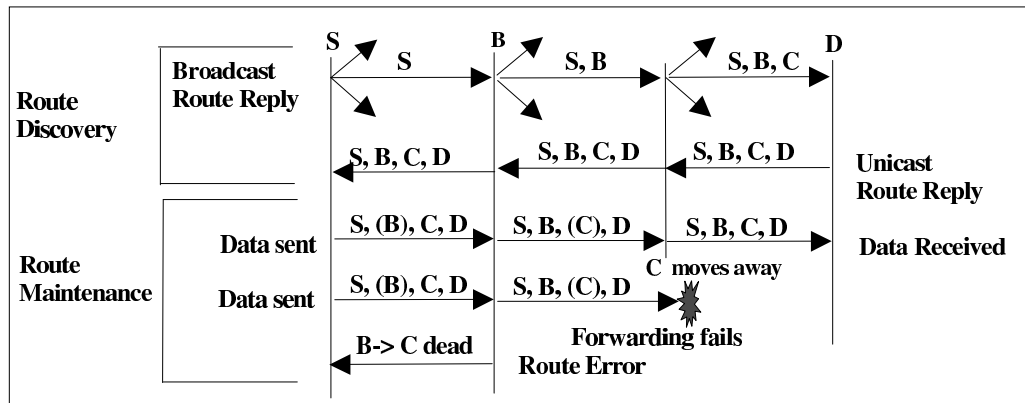 S B D
S S, B S, B, C
Broadcast
Route Reply
Route
Discovery
S, B, C, D S, B, C, D S, B, C, D
Unicast
Route Reply
S, (B), C, D S, B, (C), D S, B, C, D
Data sent Data Received
C moves away
Route
Maintenance
S, (B), C, D S, B, (C), D
Data sent
Forwarding fails
B-> C dead
Route Error